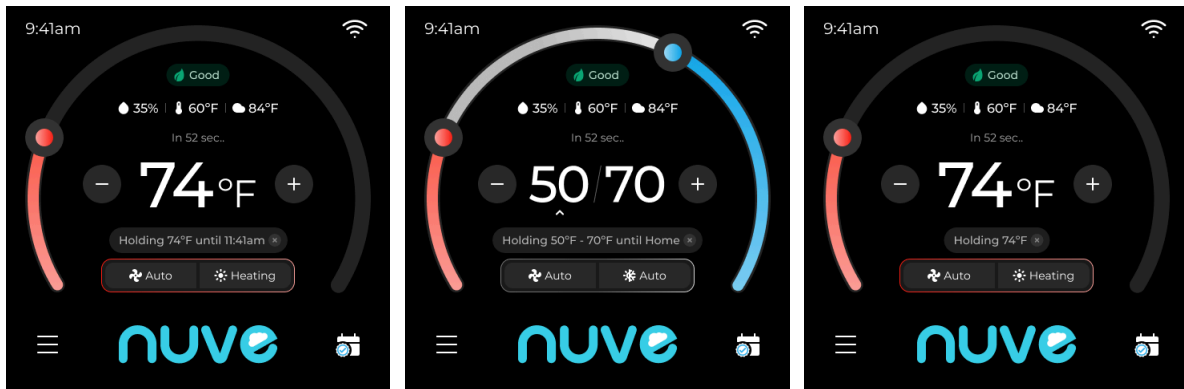 9:41am
Good
35% 60°F 84°F
In 52 sec..
− 74°F +
Holding 74°F until 11:41am ×
Auto Heating
nuve
9:41am
Good
35% 60°F 84°F
In 52 sec..
− 50/70 +
Holding 50°F - 70°F until Home ×
Auto Auto
nuve
9:41am
Good
35% 60°F 84°F
In 52 sec..
− 74°F +
Holding 74°F ×
Auto Heating
nuve